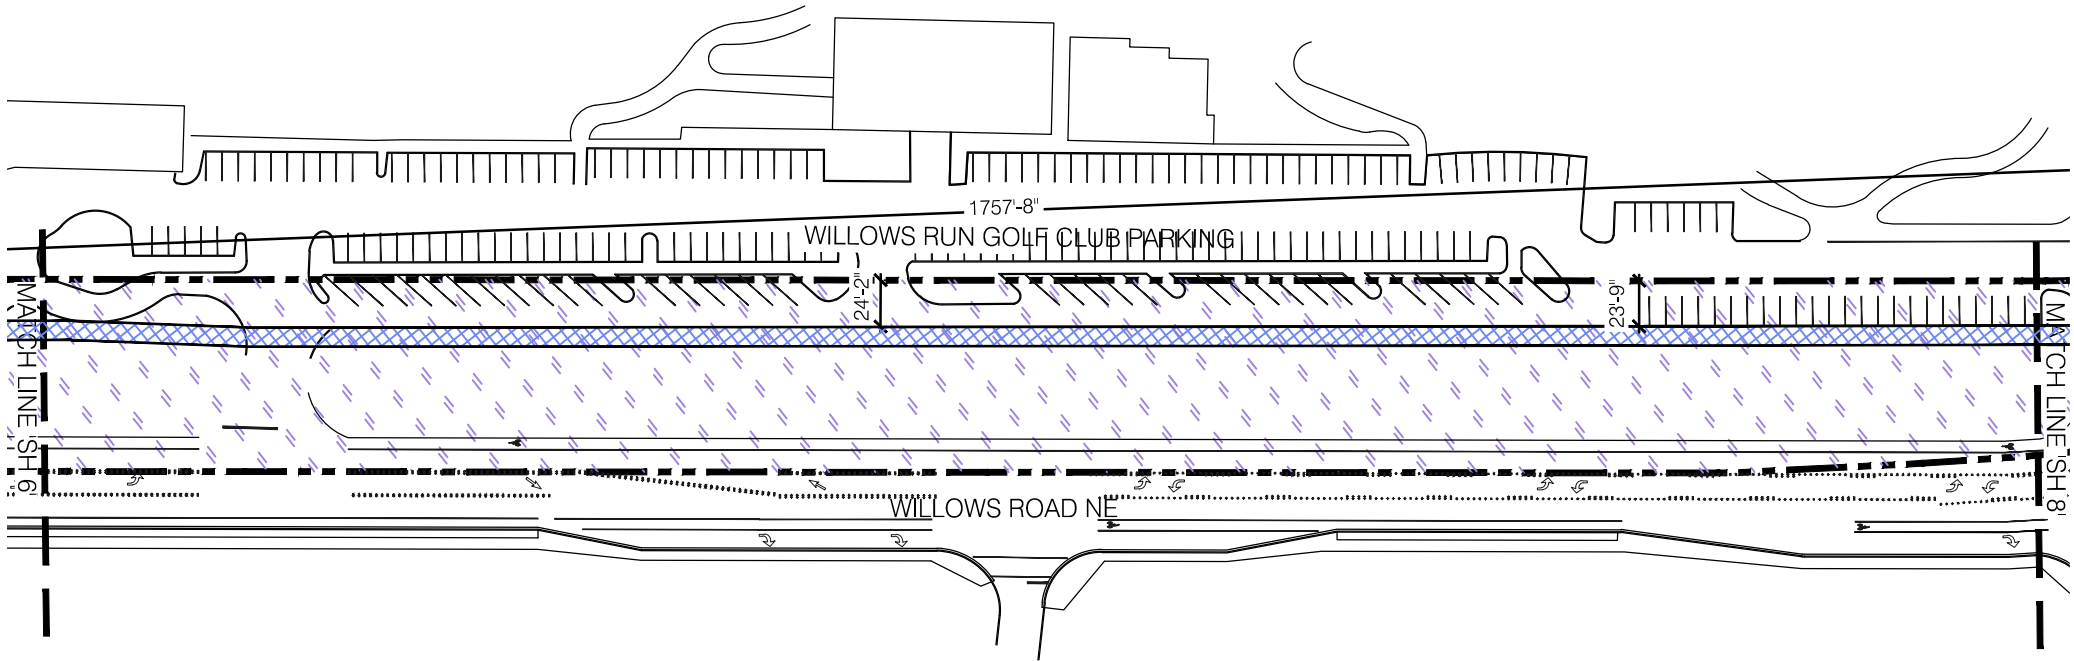 1757'-8"
WILLOWS RUN GOLF CLUB PARKING
24'-2"
23'-9"
MATCH LINE SH 6'
MATCH LINE SH 8'
WILLOWS ROAD NE